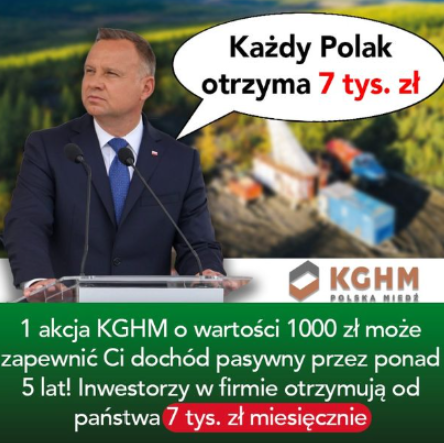 Każdy Polak
otrzyma 7 tys. zł
KGHM
POLSKA MIEDŹ
1 akcja KGHM o wartości 1000 zł może
zapewnić Ci dochód pasywny przez ponad
5 lat! Inwestorzy w firmie otrzymują od
państwa 7 tys. zł miesięcznie